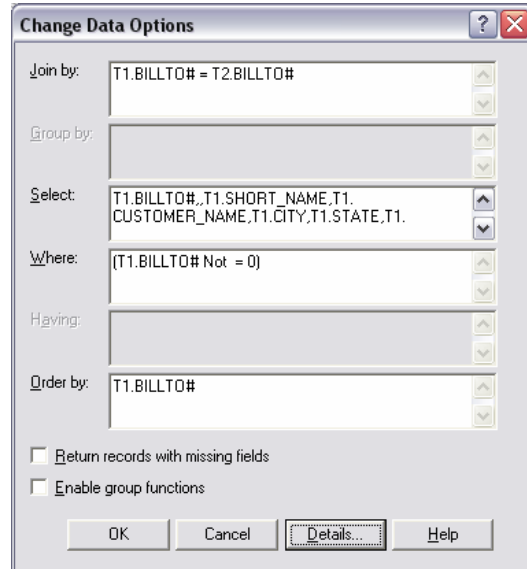 Change Data Options
Join by: T1.BILLTO# = T2.BILLTO#
Group by:
Select: T1.BILLTO#,,T1.SHORT_NAME,T1.
CUSTOMER_NAME,T1.CITY,T1.STATE,T1.
Where: (T1.BILLTO# Not = 0)
Having:
Order by: T1.BILLTO#
Return records with missing fields
Enable group functions
OK Cancel Details... Help